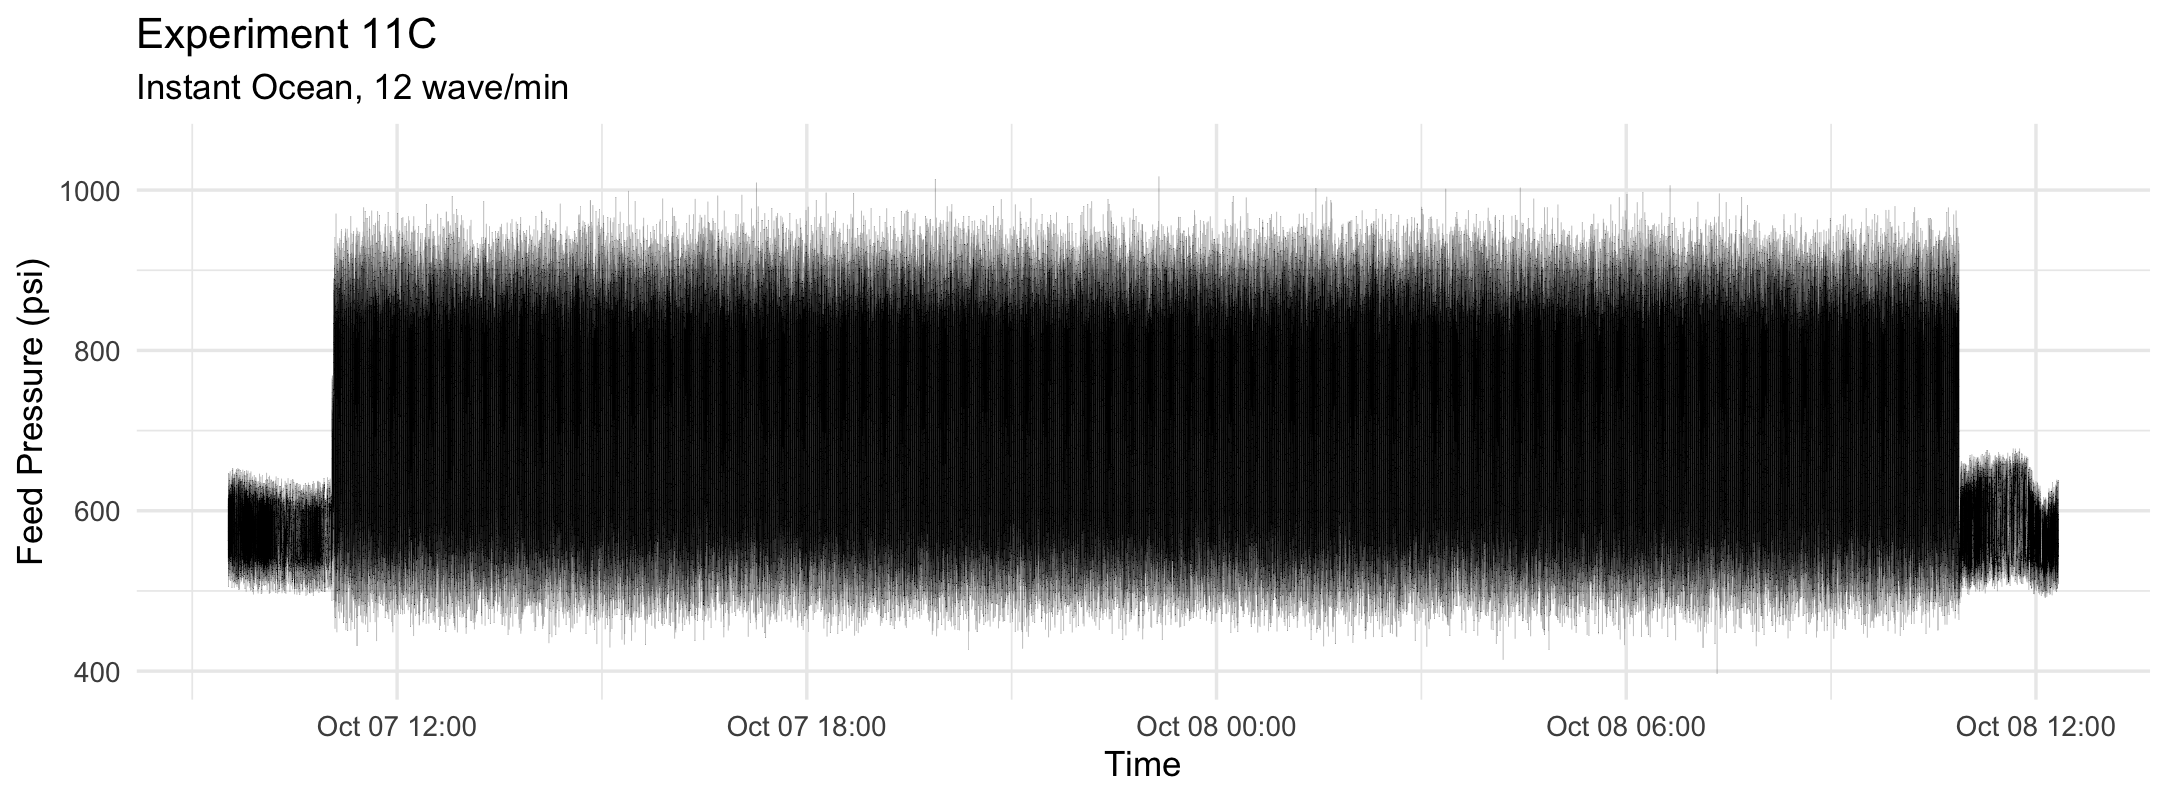 Experiment 11C
Instant Ocean, 12 wave/min
Feed Pressure (psi)
1000
800
600
400
Oct 07 12:00 Oct 07 18:00 Oct 08 00:00 Oct 08 06:00 Oct 08 12:00
Time